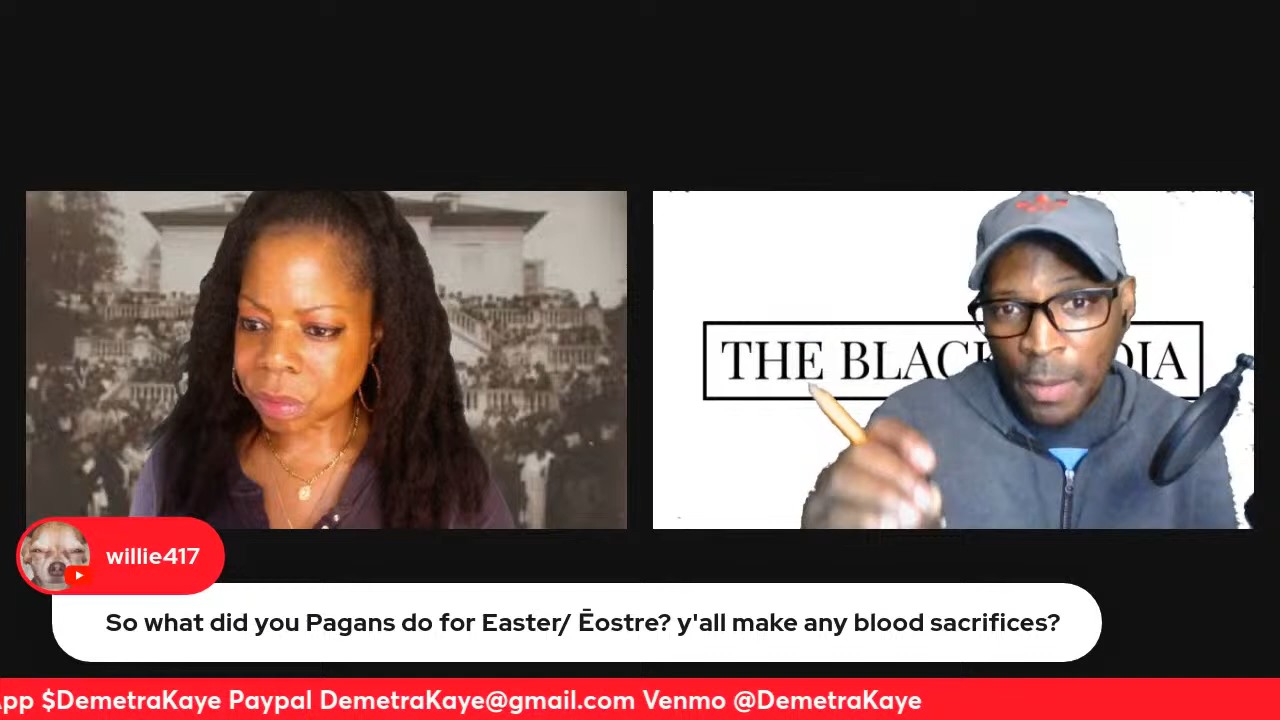 THE BLAC DIA
willie417
So what did you Pagans do for Easter/ Ēostre? y'all make any blood sacrifices?
pp $DemetraKaye Paypal DemetraKaye@gmail.com Venmo @DemetraKaye